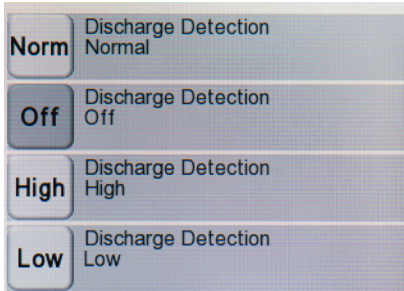 Norm
Discharge Detection
Normal
Off
Discharge Detection
Off
High
Discharge Detection
High
Low
Discharge Detection
Low